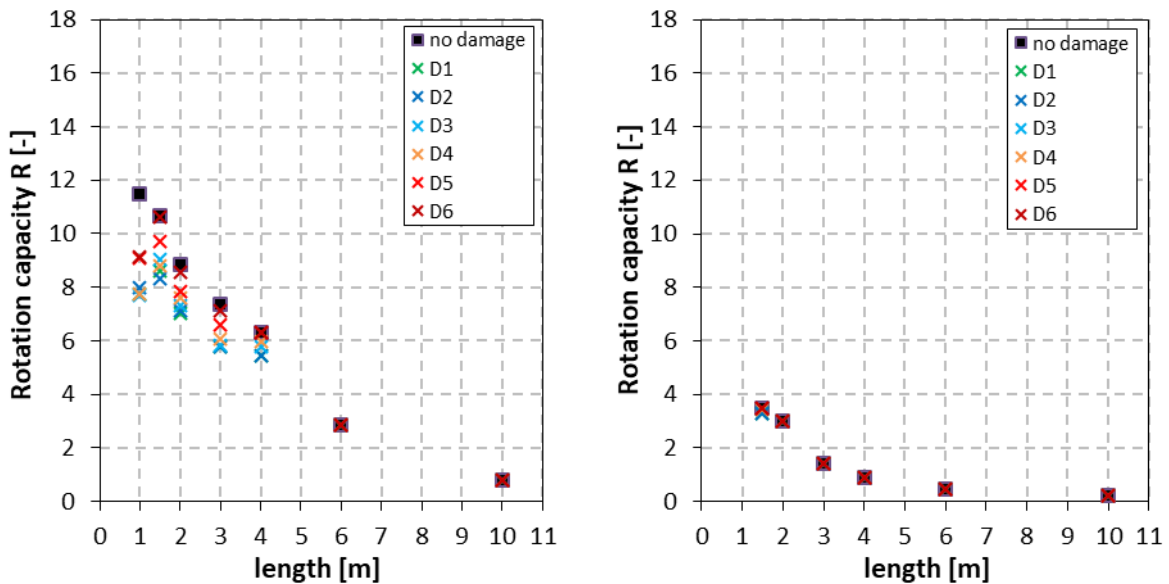 Rotation capacity R [-]
18
16
14
12
10
8
6
4
2
0
no damage
D1
D2
D3
D4
D5
D6
0 1 2 3 4 5 6 7 8 9 10 11
length [m]
Rotation capacity R [-]
18
16
14
12
10
8
6
4
2
0
no damage
D1
D2
D3
D4
D5
D6
0 1 2 3 4 5 6 7 8 9 10 11
length [m]